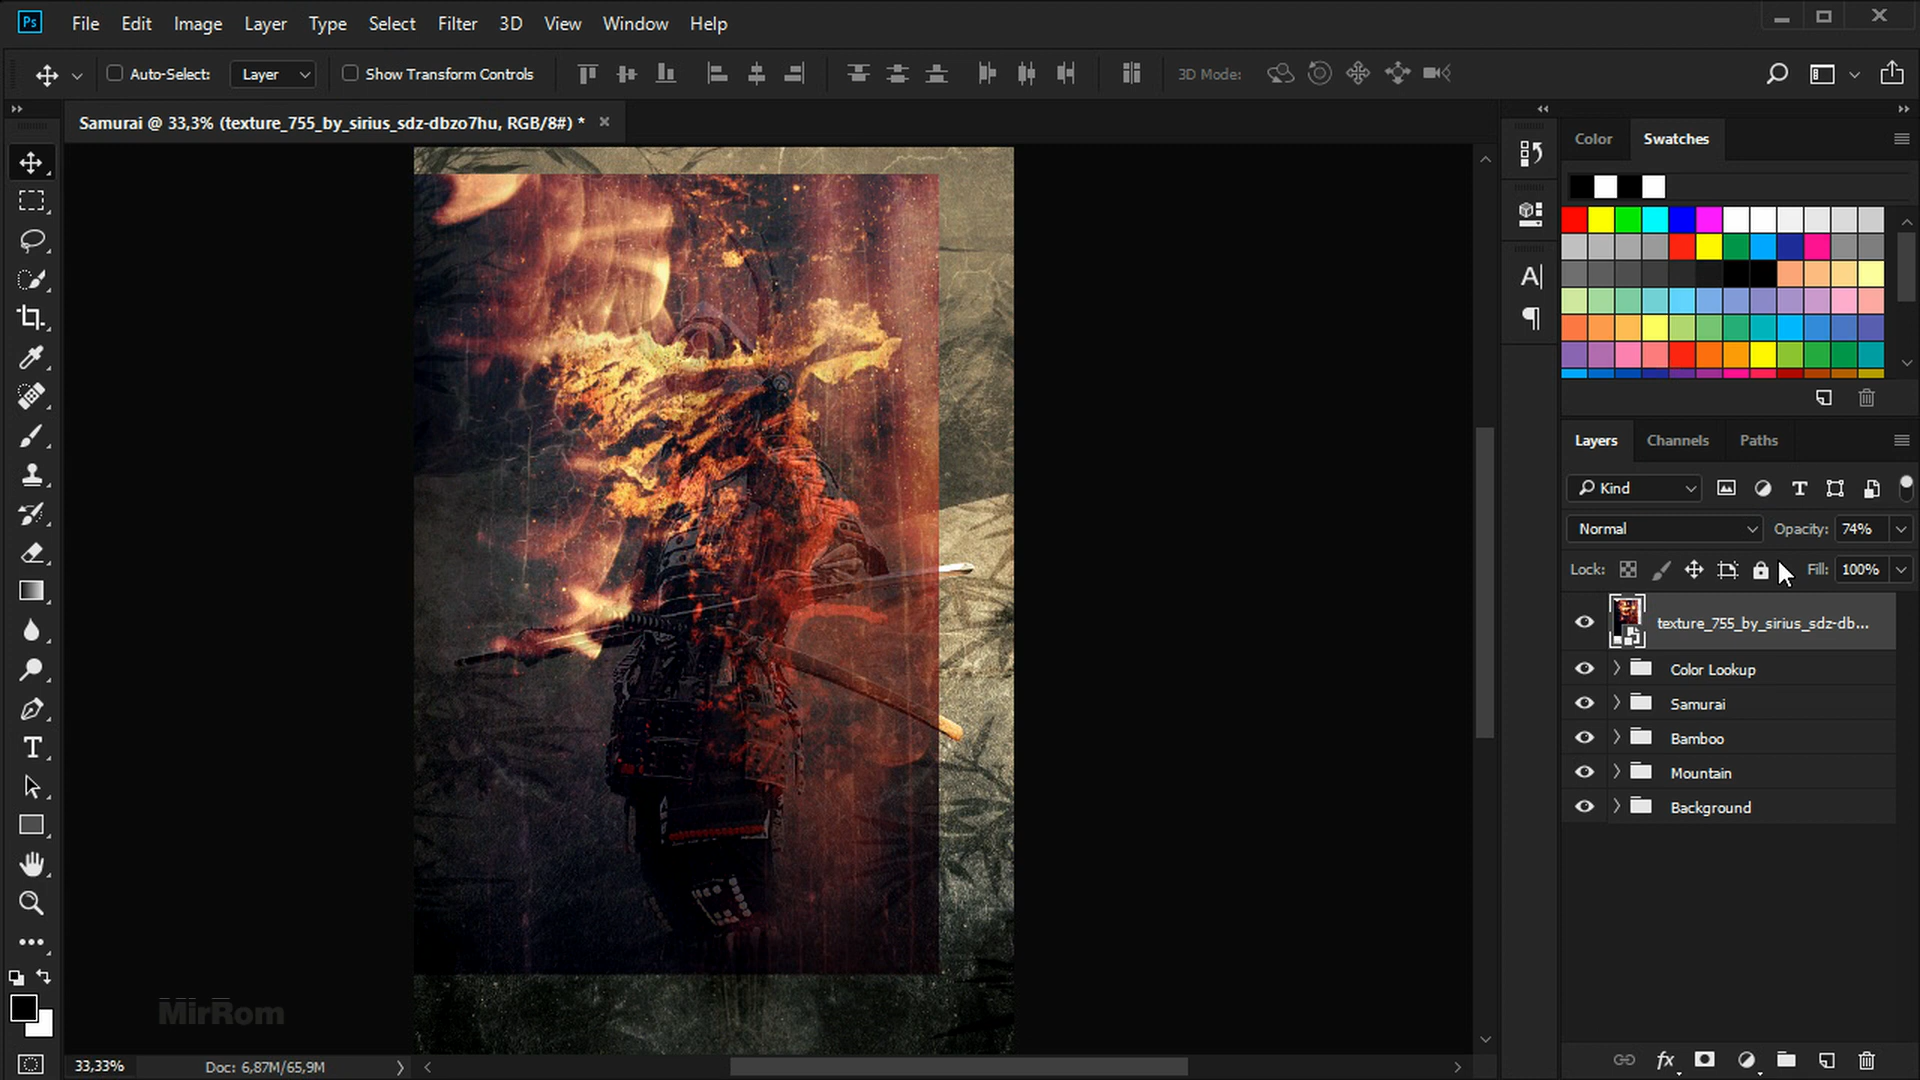 Ps File Edit Image Layer Type Select Filter 3D View Window Help
Auto-Select: Layer Show Transform Controls 3D Mode:
Samurai @ 33,3% (texture_755_by_sirius_sdz-dbzo7hu, RGB/8#) *
Color Swatches
Layers Channels Paths
Kind
Normal Opacity: 74%
Lock: Fill: 100%
texture_755_by_sirius_sdz-db...
Color Lookup
Samurai
Bamboo
Mountain
Background
MirRom
33,33% Doc: 6,87M/65,9M
fx